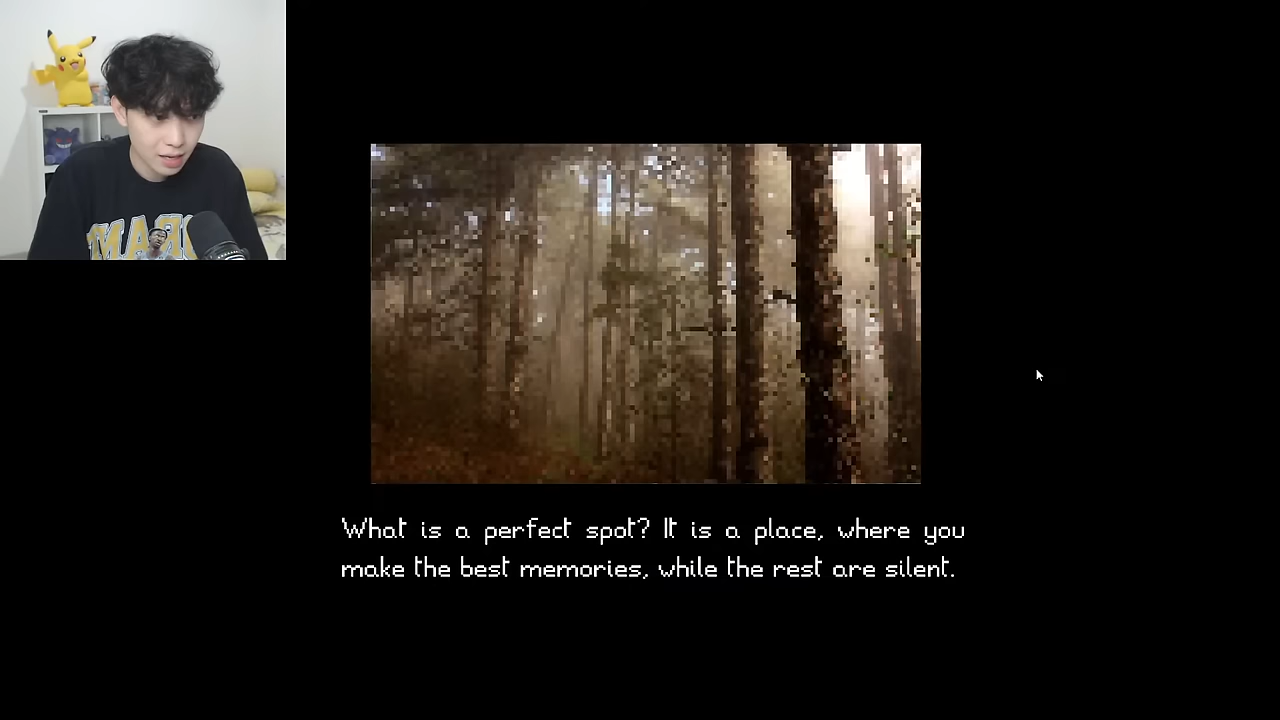 What is a perfect spot? It is a place, where you
make the best memories, while the rest are silent.